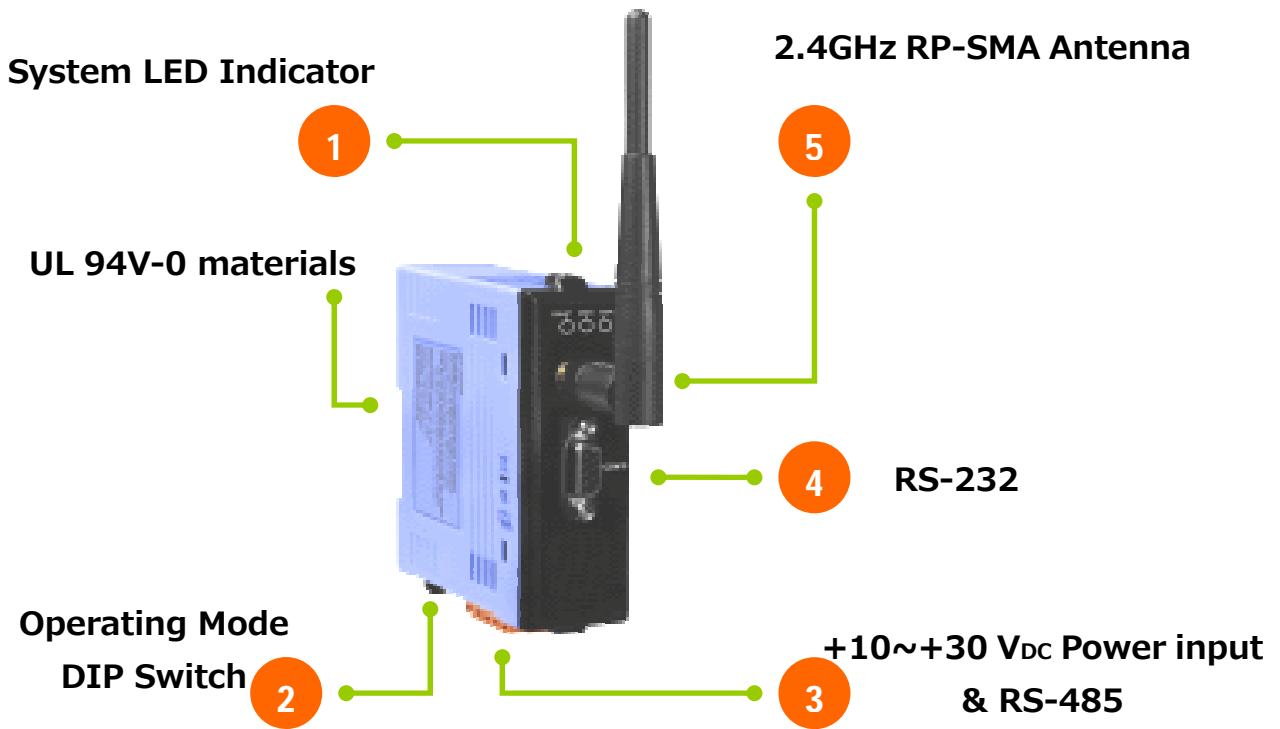 System LED Indicator
1
2.4GHz RP-SMA Antenna
5
UL 94V-0 materials
4
RS-232
Operating Mode
DIP Switch
2
3
+10~+30 VDC Power input
& RS-485